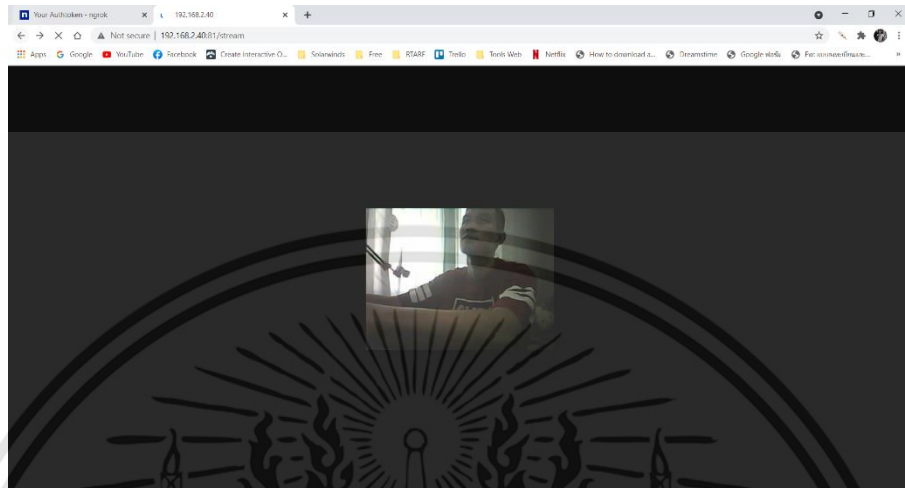 Your Authtoken - ngrok
192.168.2.40
Not secure | 192.168.2.40:81/stream
Apps Google YouTube Facebook Create Interactive O... Solarwinds Free RTARF Trello Tools Web Netflix How to download a... Dreamstime Google »